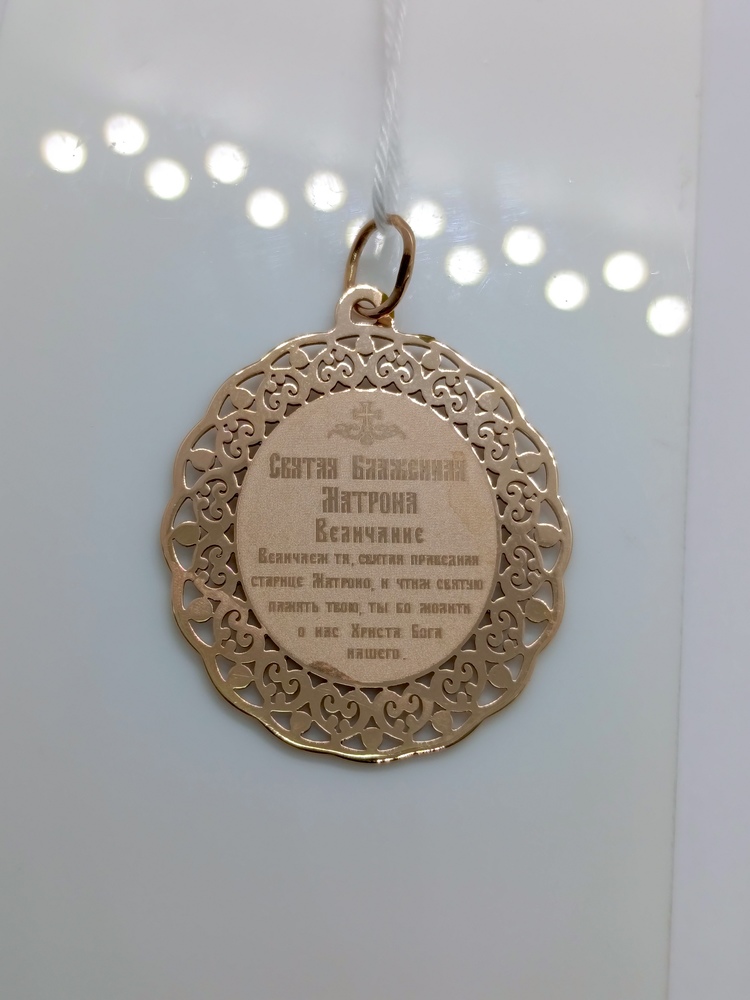 Святая Блаженная
Матрона
Величание
Величаем тя, святая праведная
старице Матроно, и чтим святую
память твою, ты бо молити
о нас Христа Бога
нашего.